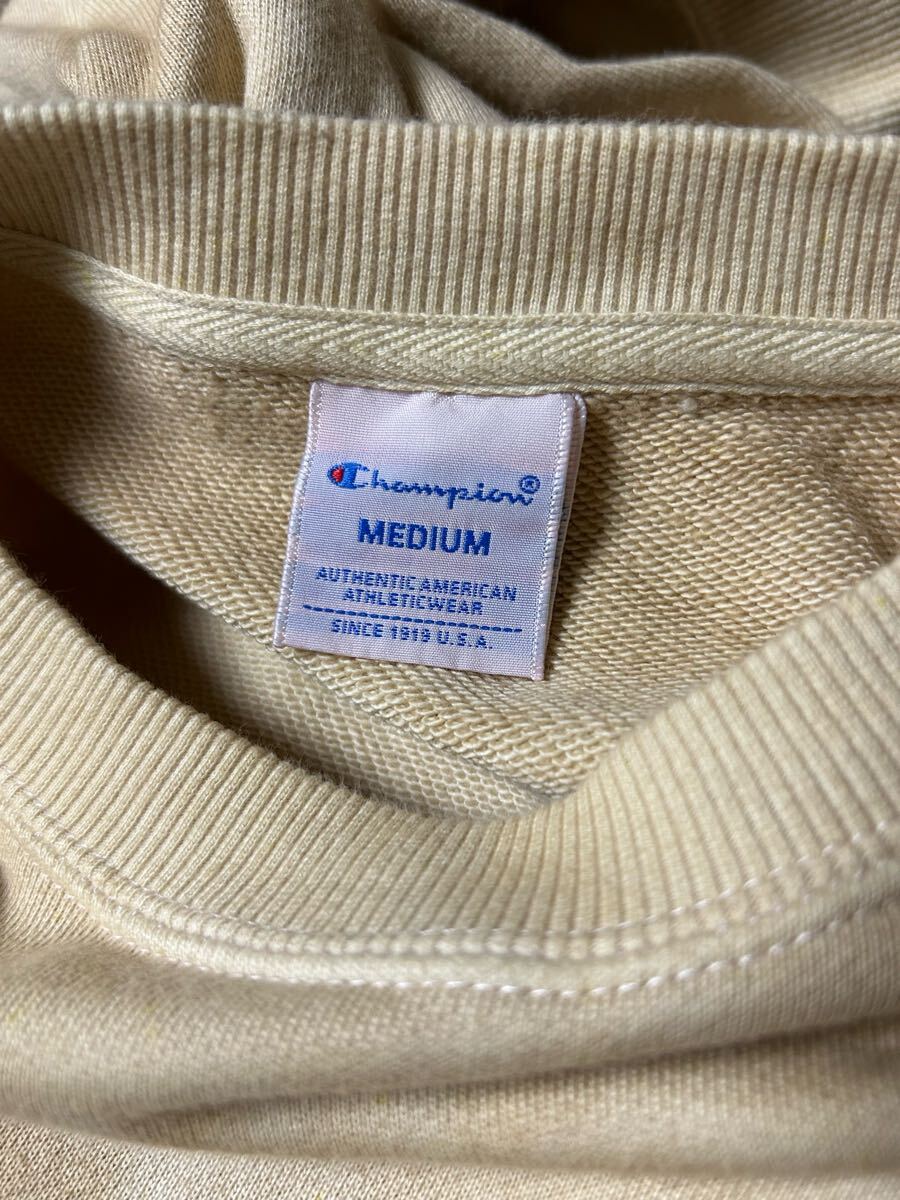 Champion®
MEDIUM
AUTHENTIC AMERICAN
ATHLETICWEAR
SINCE 1919 U.S.A.